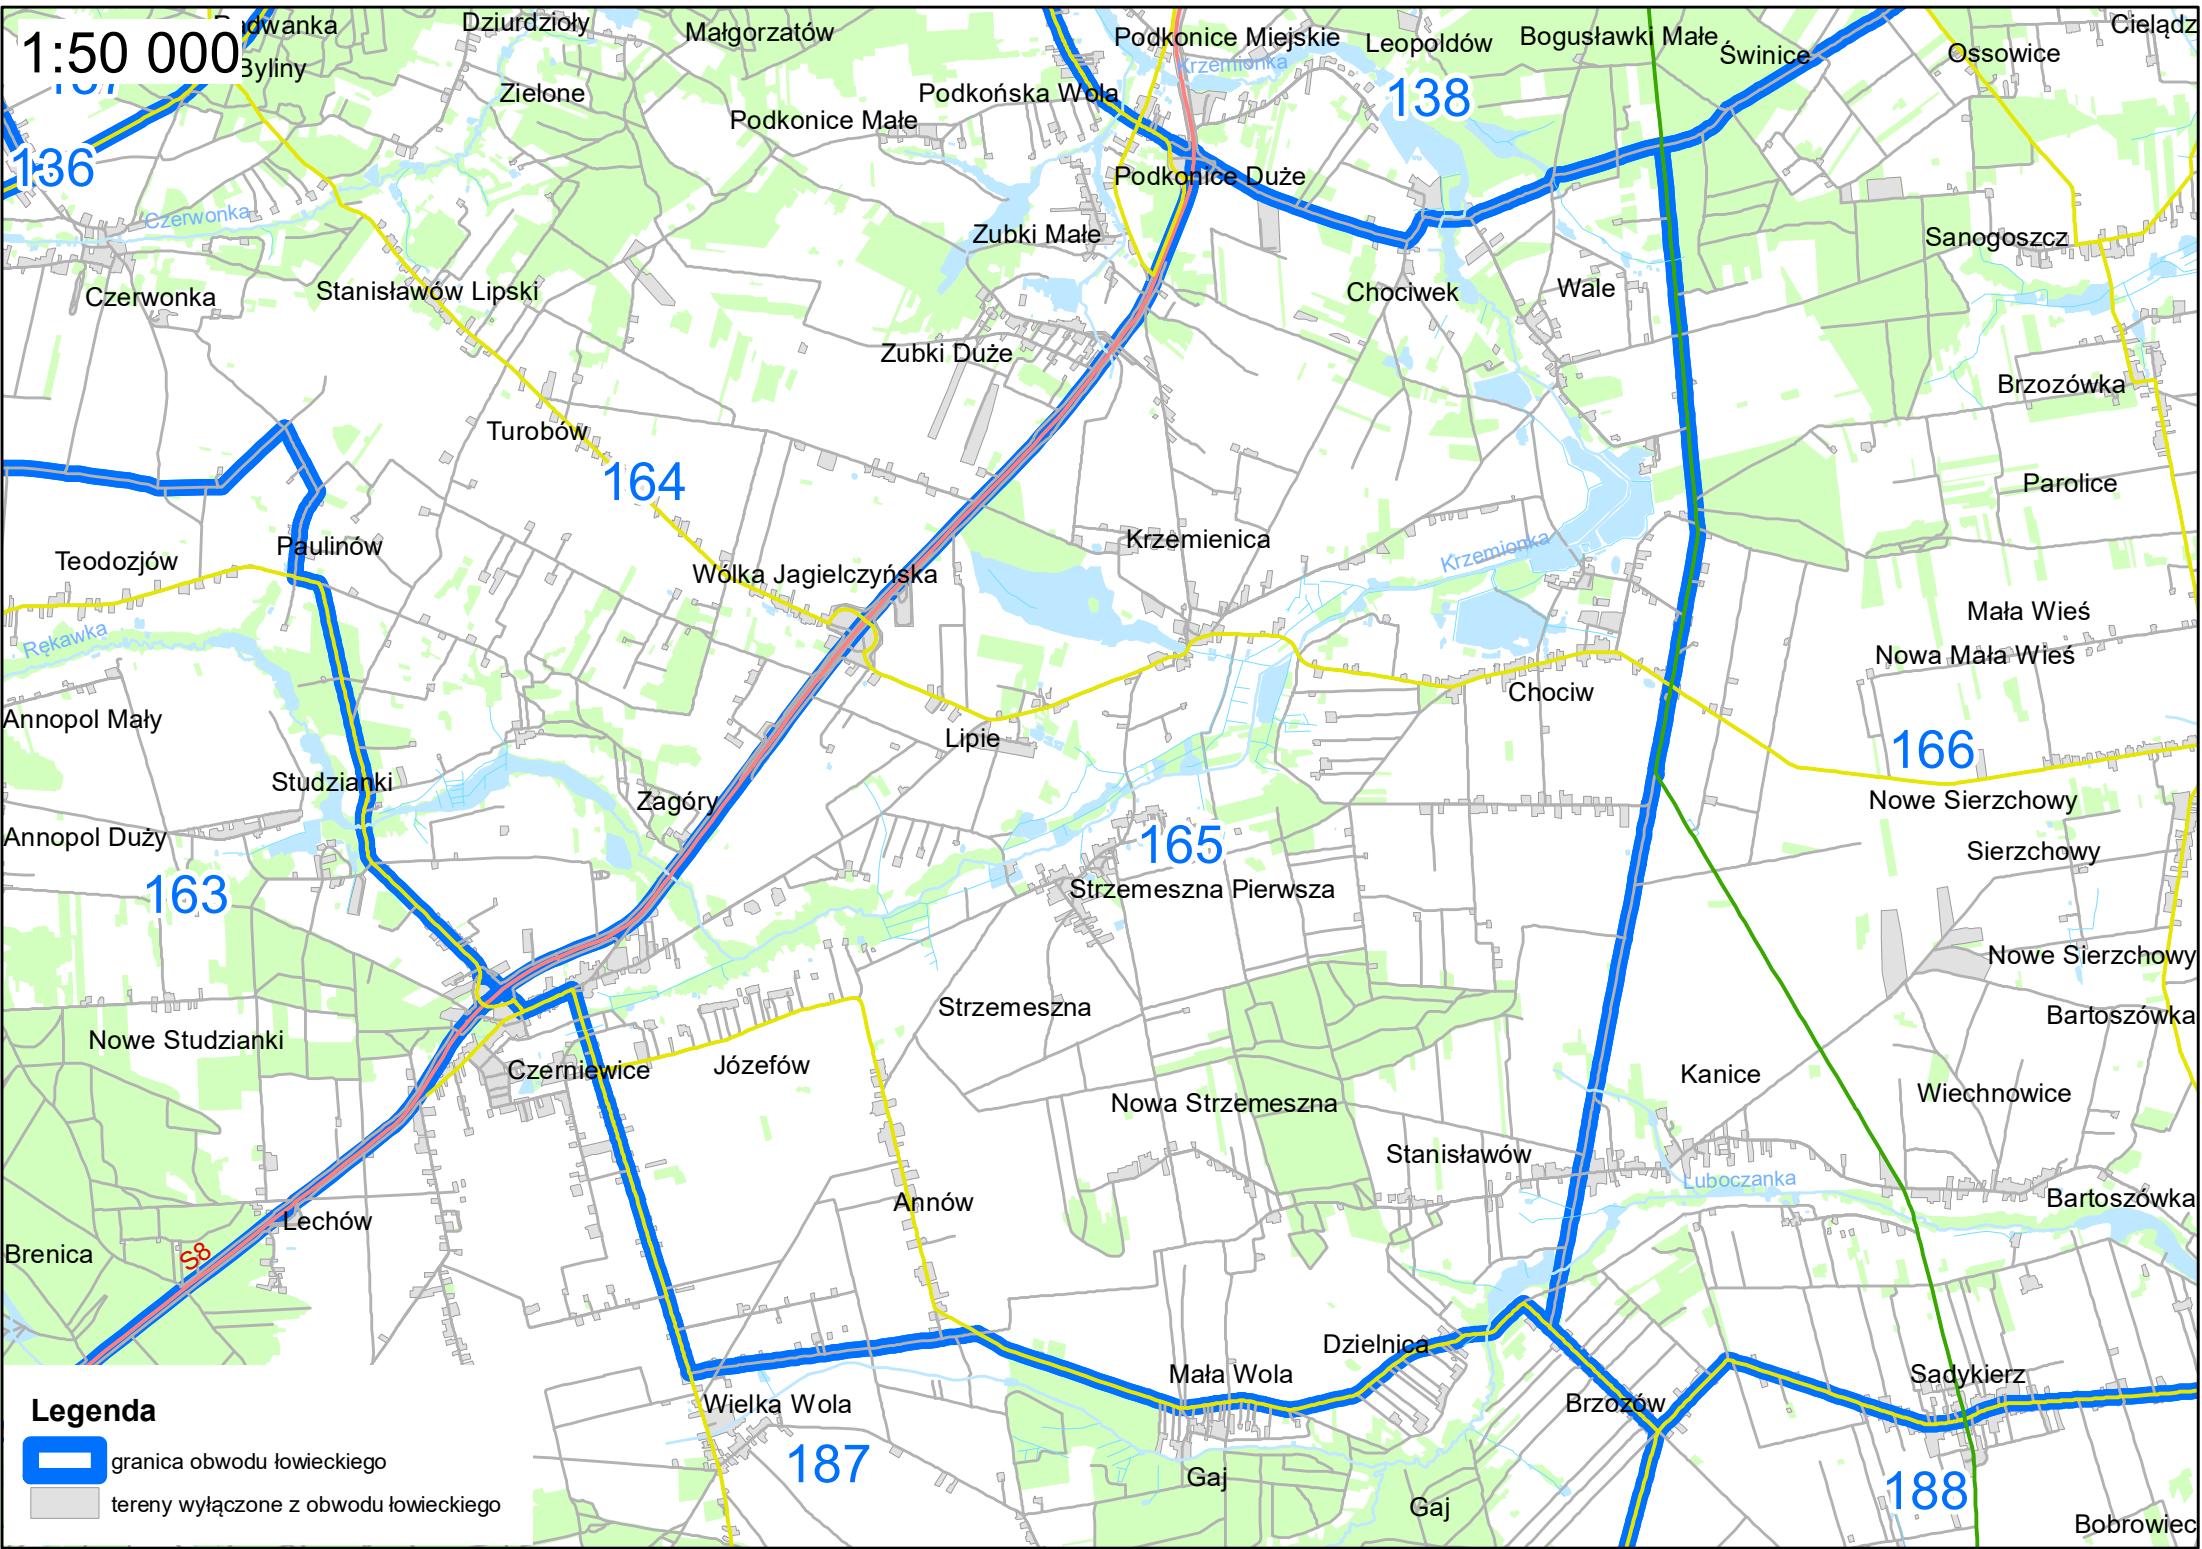 1:50 000
Dziurdzioły
Małgorzatów
Podkonice Miejskie
Leopoldów
Bogusławki Małe
Świnice
Ossowice
Cielądz
Byliny
Krzemionka
Zielone
Podkońska Wola
138
Podkonice Małe
136
Podkonice Duże
Czerwonka
Zubki Małe
Sanogoszcz
Czerwonka
Stanisławów Lipski
Chociwek
Wale
Zubki Duże
Brzozówka
Turobów
164
Parolice
Paulinów
Krzemienica
Krzemionka
Teodozjów
Wólka Jagielczyńska
Mała Wieś
Rękawka
Nowa Mała Wieś
Chociw
Annopol Mały
Lipie
166
Studzianki
Zagóry
Nowe Sierzchowy
Annopol Duży
165
Sierzchowy
163
Strzemeszna Pierwsza
Nowe Sierzchowy
Strzemeszna
Bartoszówka
Nowe Studzianki
Czerniewice
Józefów
Kanice
Nowa Strzemeszna
Wiechnowice
Stanisławów
Luboczanka
Annów
Bartoszówka
Lechów
Brenica
S8
Dzielnica
Mała Wola
Sadykierz
Wielka Wola
Brzozów
187
Gaj
188
Gaj
Bobrowiec
Legenda
granica obwodu łowieckiego
tereny wyłączone z obwodu łowieckiego